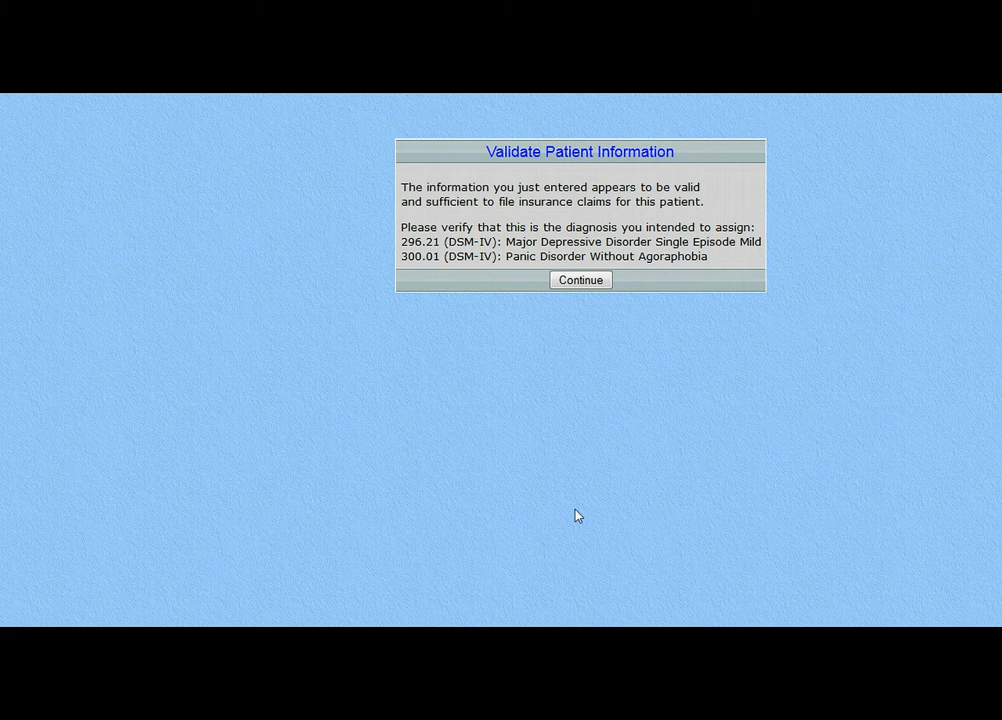 Validate Patient Information
The information you just entered appears to be valid
and sufficient to file insurance claims for this patient.
Please verify that this is the diagnosis you intended to assign:
296.21 (DSM-IV): Major Depressive Disorder Single Episode Mild
300.01 (DSM-IV): Panic Disorder Without Agoraphobia
Continue